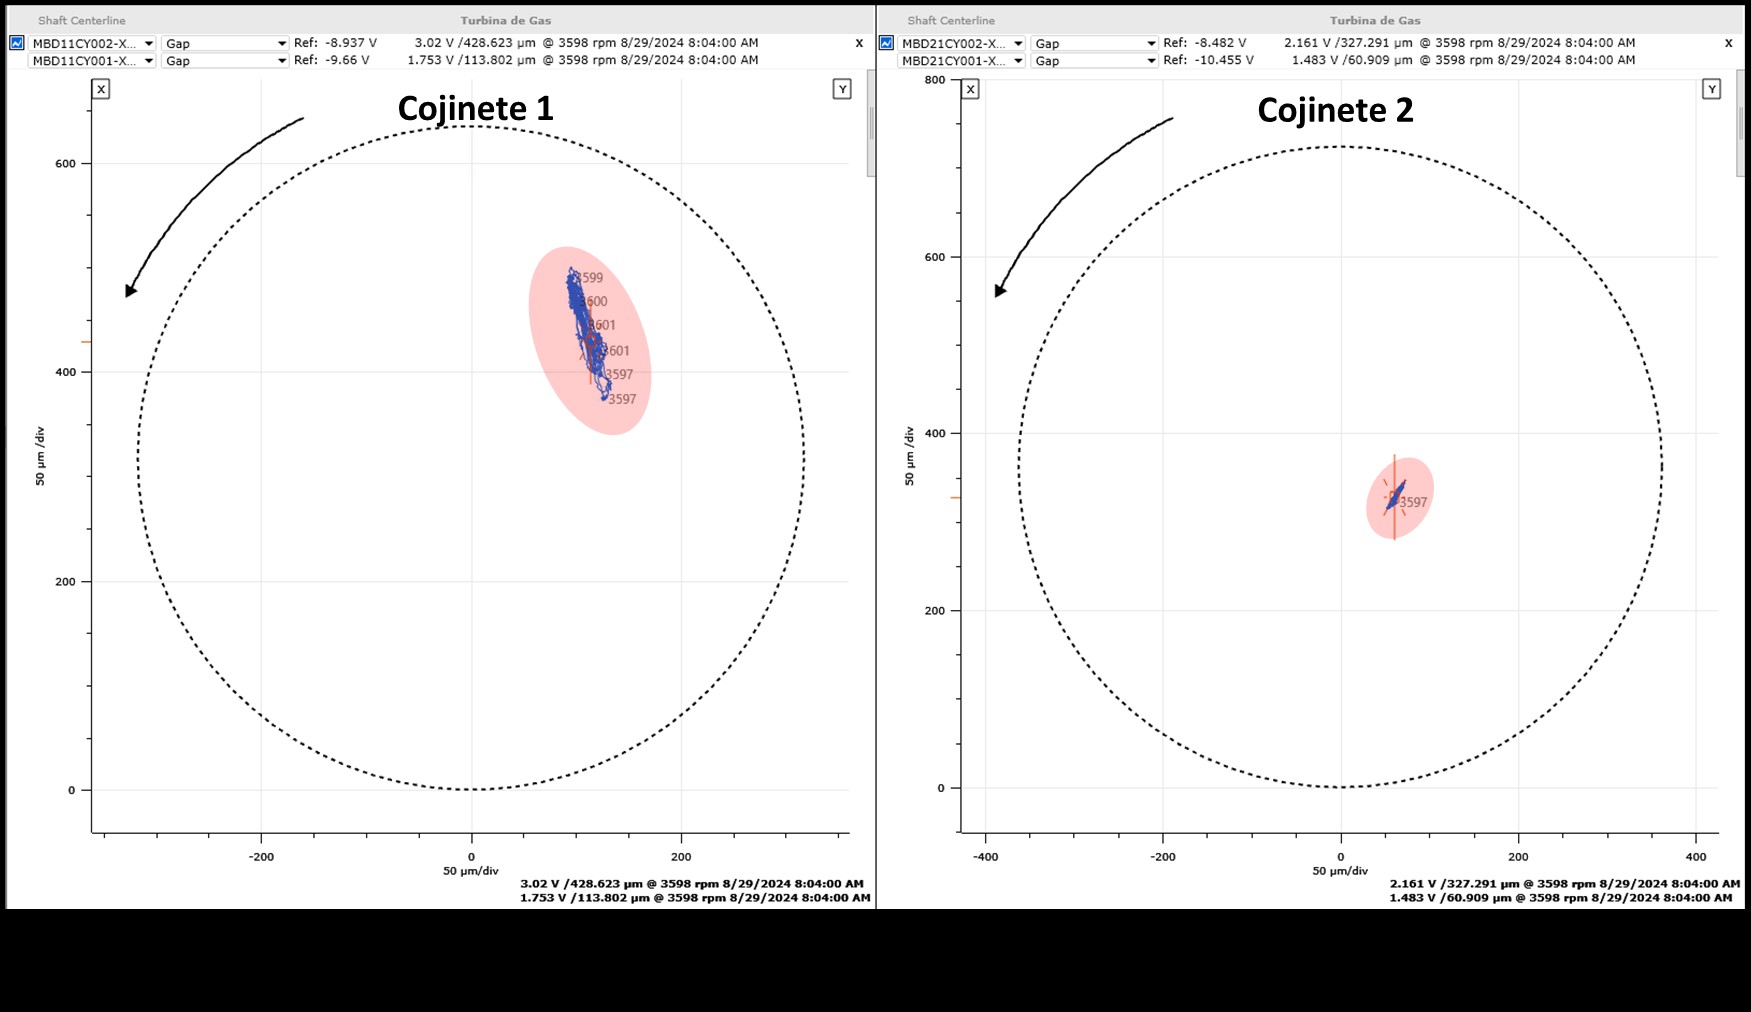 Shaft Centerline
Turbina de Gas
MBD11CY002-X... Gap Ref: -8.937 V 3.02 V /428.623 µm @ 3598 rpm 8/29/2024 8:04:00 AM X
MBD11CY001-X... Gap Ref: -9.66 V 1.753 V /113.802 µm @ 3598 rpm 8/29/2024 8:04:00 AM
X
Y
Cojinete 1
600
400
200
0
50 µm /div
3599
3600
3601
3601
3597
3597
-200 0 200
50 µm/div
3.02 V /428.623 µm @ 3598 rpm 8/29/2024 8:04:00 AM
1.753 V /113.802 µm @ 3598 rpm 8/29/2024 8:04:00 AM
Shaft Centerline
Turbina de Gas
MBD21CY002-X... Gap Ref: -8.482 V 2.161 V /327.291 µm @ 3598 rpm 8/29/2024 8:04:00 AM X
MBD21CY001-X... Gap Ref: -10.455 V 1.483 V /60.909 µm @ 3598 rpm 8/29/2024 8:04:00 AM
X
Y
Cojinete 2
800
600
400
200
0
50 µm /div
3597
-400 -200 0 200 400
50 µm/div
2.161 V /327.291 µm @ 3598 rpm 8/29/2024 8:04:00 AM
1.483 V /60.909 µm @ 3598 rpm 8/29/2024 8:04:00 AM